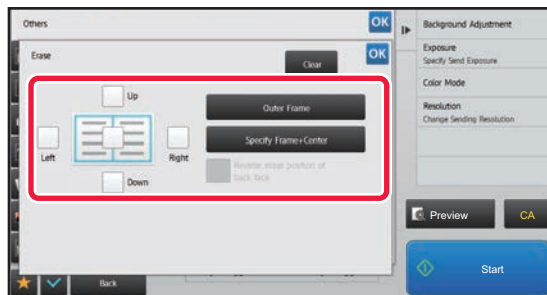 Others
OK
Erase
OK
Clear
Up
Left
Right
Down
Outer Frame
Specify Frame+Center
Reverse erase position of
back face
Back
Background Adjustment
Exposure
Specify Send Exposure
Color Mode
Resolution
Change Sending Resolution
Preview
CA
Start